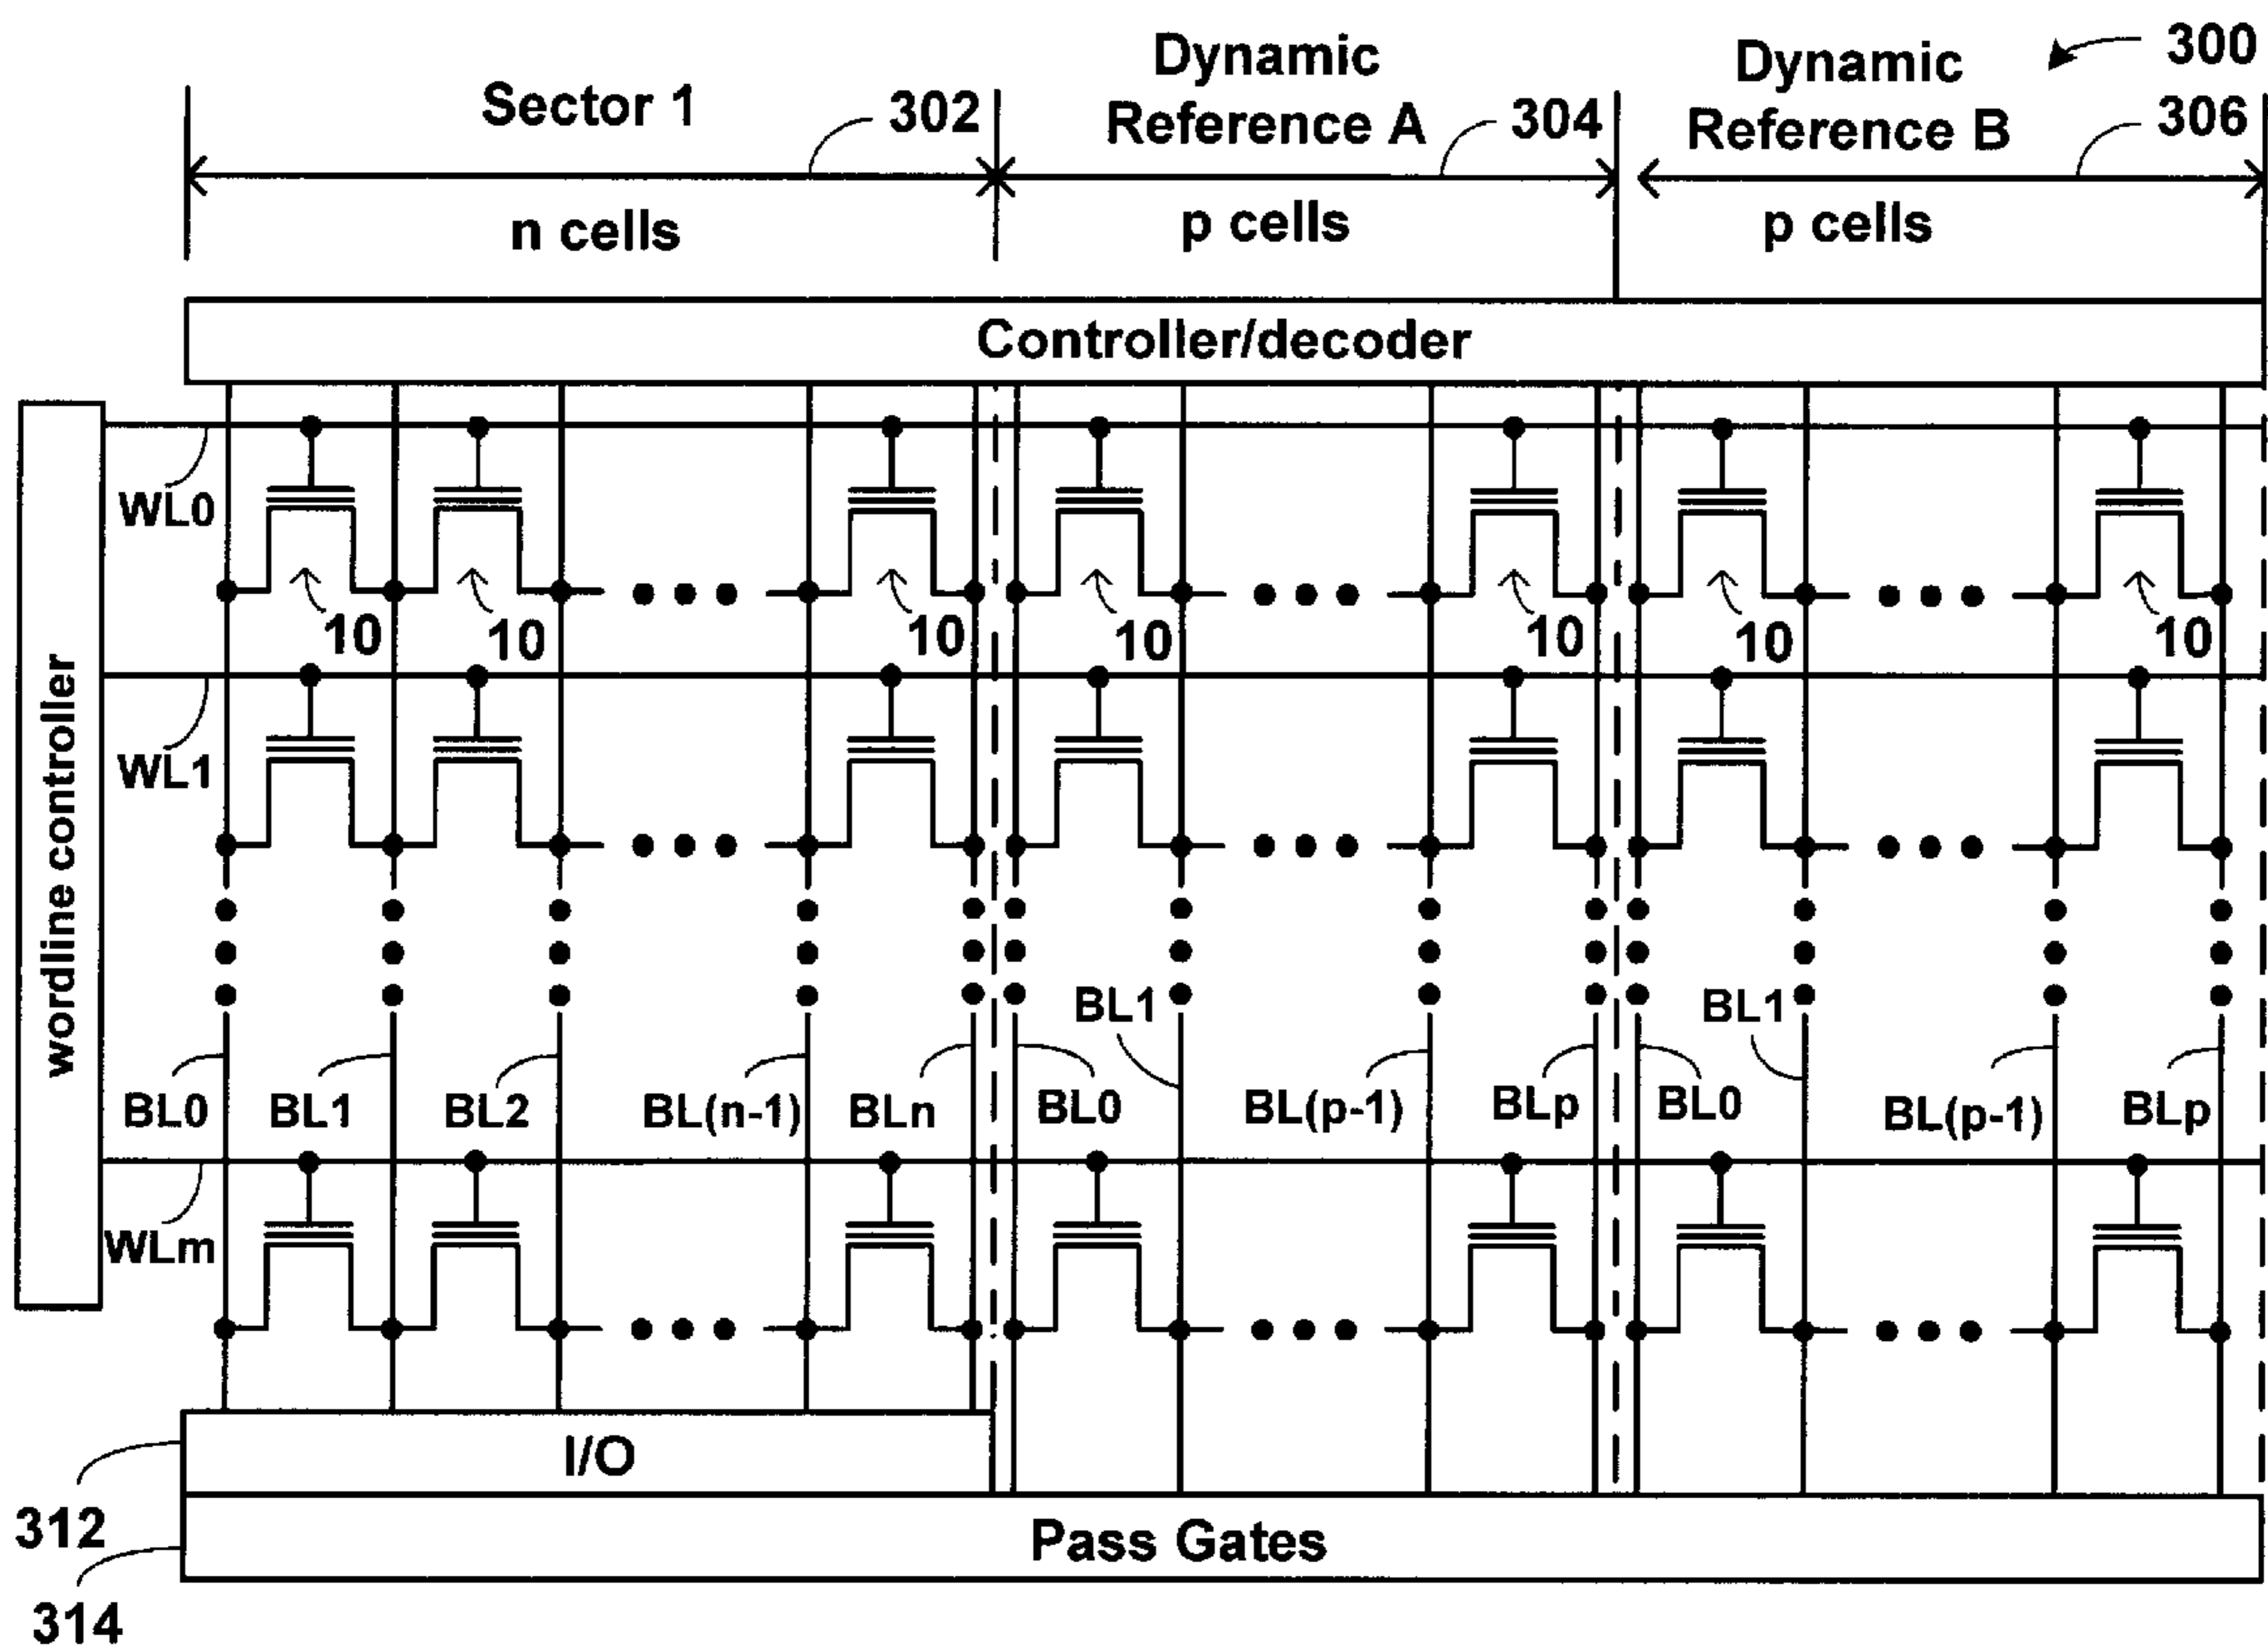 300
Dynamic
Reference A
Dynamic
Reference B
Sector 1
302
304
306
n cells
p cells
p cells
Controller/decoder
wordline controller
WL0
10
10
10
10
10
10
10
WL1
BL1
BL1
BL0
BL1
BL2
BL(n-1)
BLn
BL0
BL(p-1)
BLp
BL0
BL(p-1)
BLp
WLm
I/O
312
Pass Gates
314